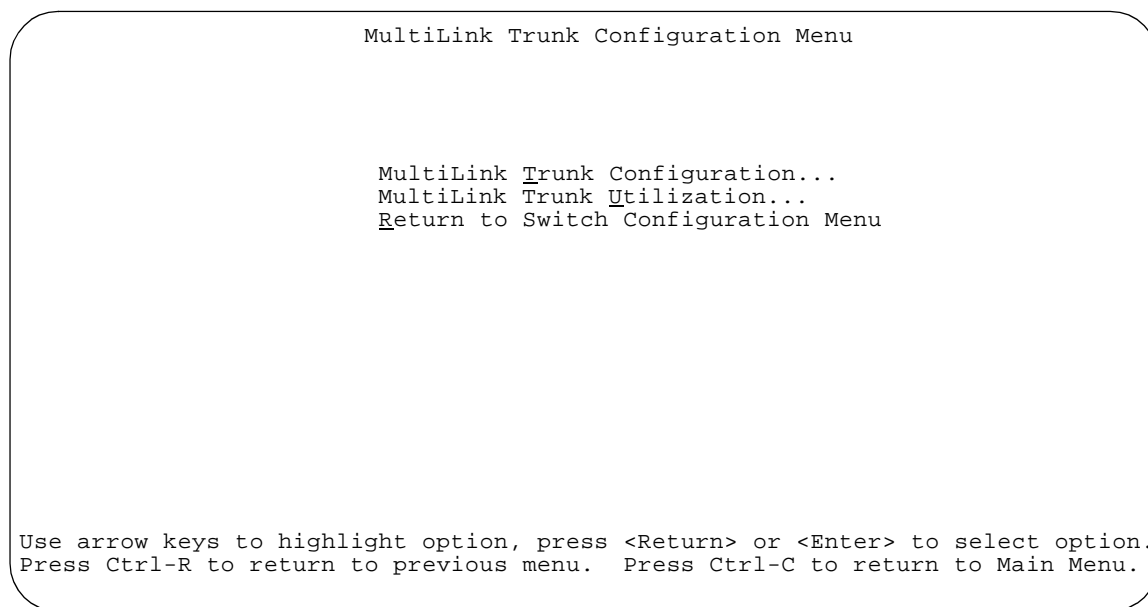 MultiLink Trunk Configuration Menu
MultiLink Trunk Configuration...
MultiLink Trunk Utilization...
Return to Switch Configuration Menu
Use arrow keys to highlight option, press <Return> or <Enter> to select option.
Press Ctrl-R to return to previous menu.  Press Ctrl-C to return to Main Menu.